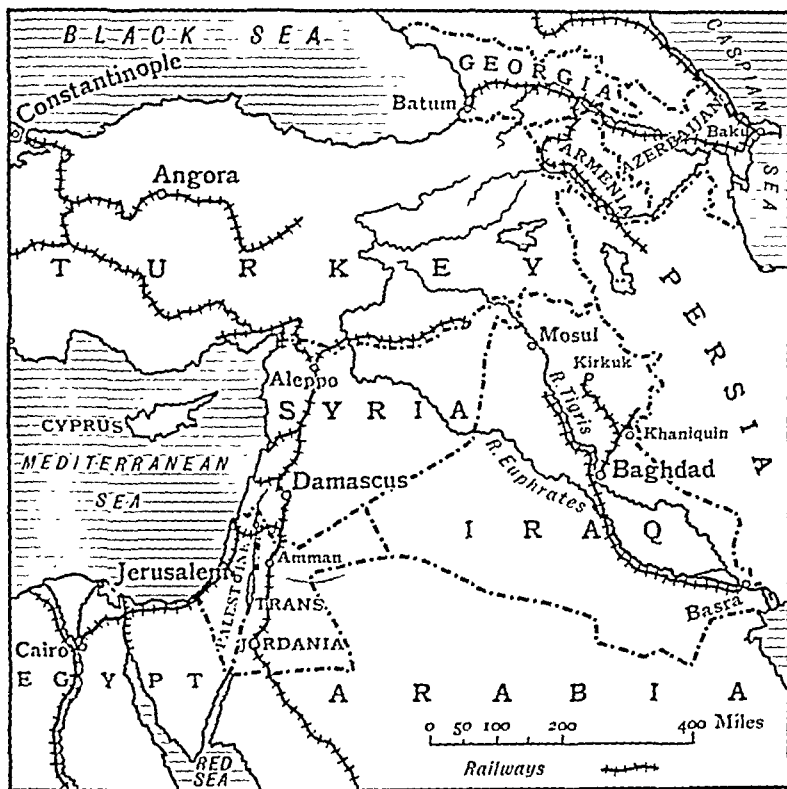 BLACK SEA
CASPIAN SEA
Constantinople
GEORGIA
Batum
AZERBAIJAN
Baku
ARMENIA
Angora
TURKEY
PERSIA
Mosul
Kirkuk
Aleppo
R. Tigris
SYRIA
CYPRUS
Khaniquin
MEDITERRANEAN
SEA
R. Euphrates
Baghdad
Damascus
IRAQ
PALESTINE
Amman
Jerusalem
TRANS
JORDANIA
Basra
Cairo
EGYPT
ARABIA
0 50 100 200 400 Miles
RED
SEA
Railways